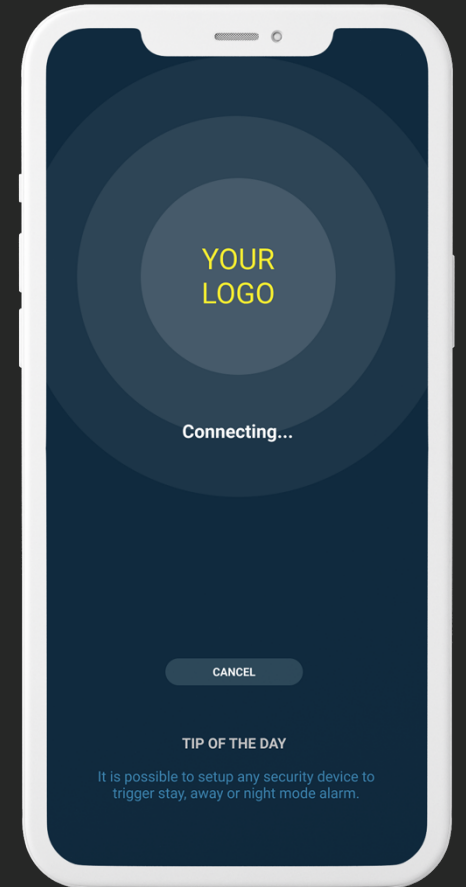 YOUR
LOGO
Connecting...
CANCEL
TIP OF THE DAY
It is possible to setup any security device to
trigger stay, away or night mode alarm.